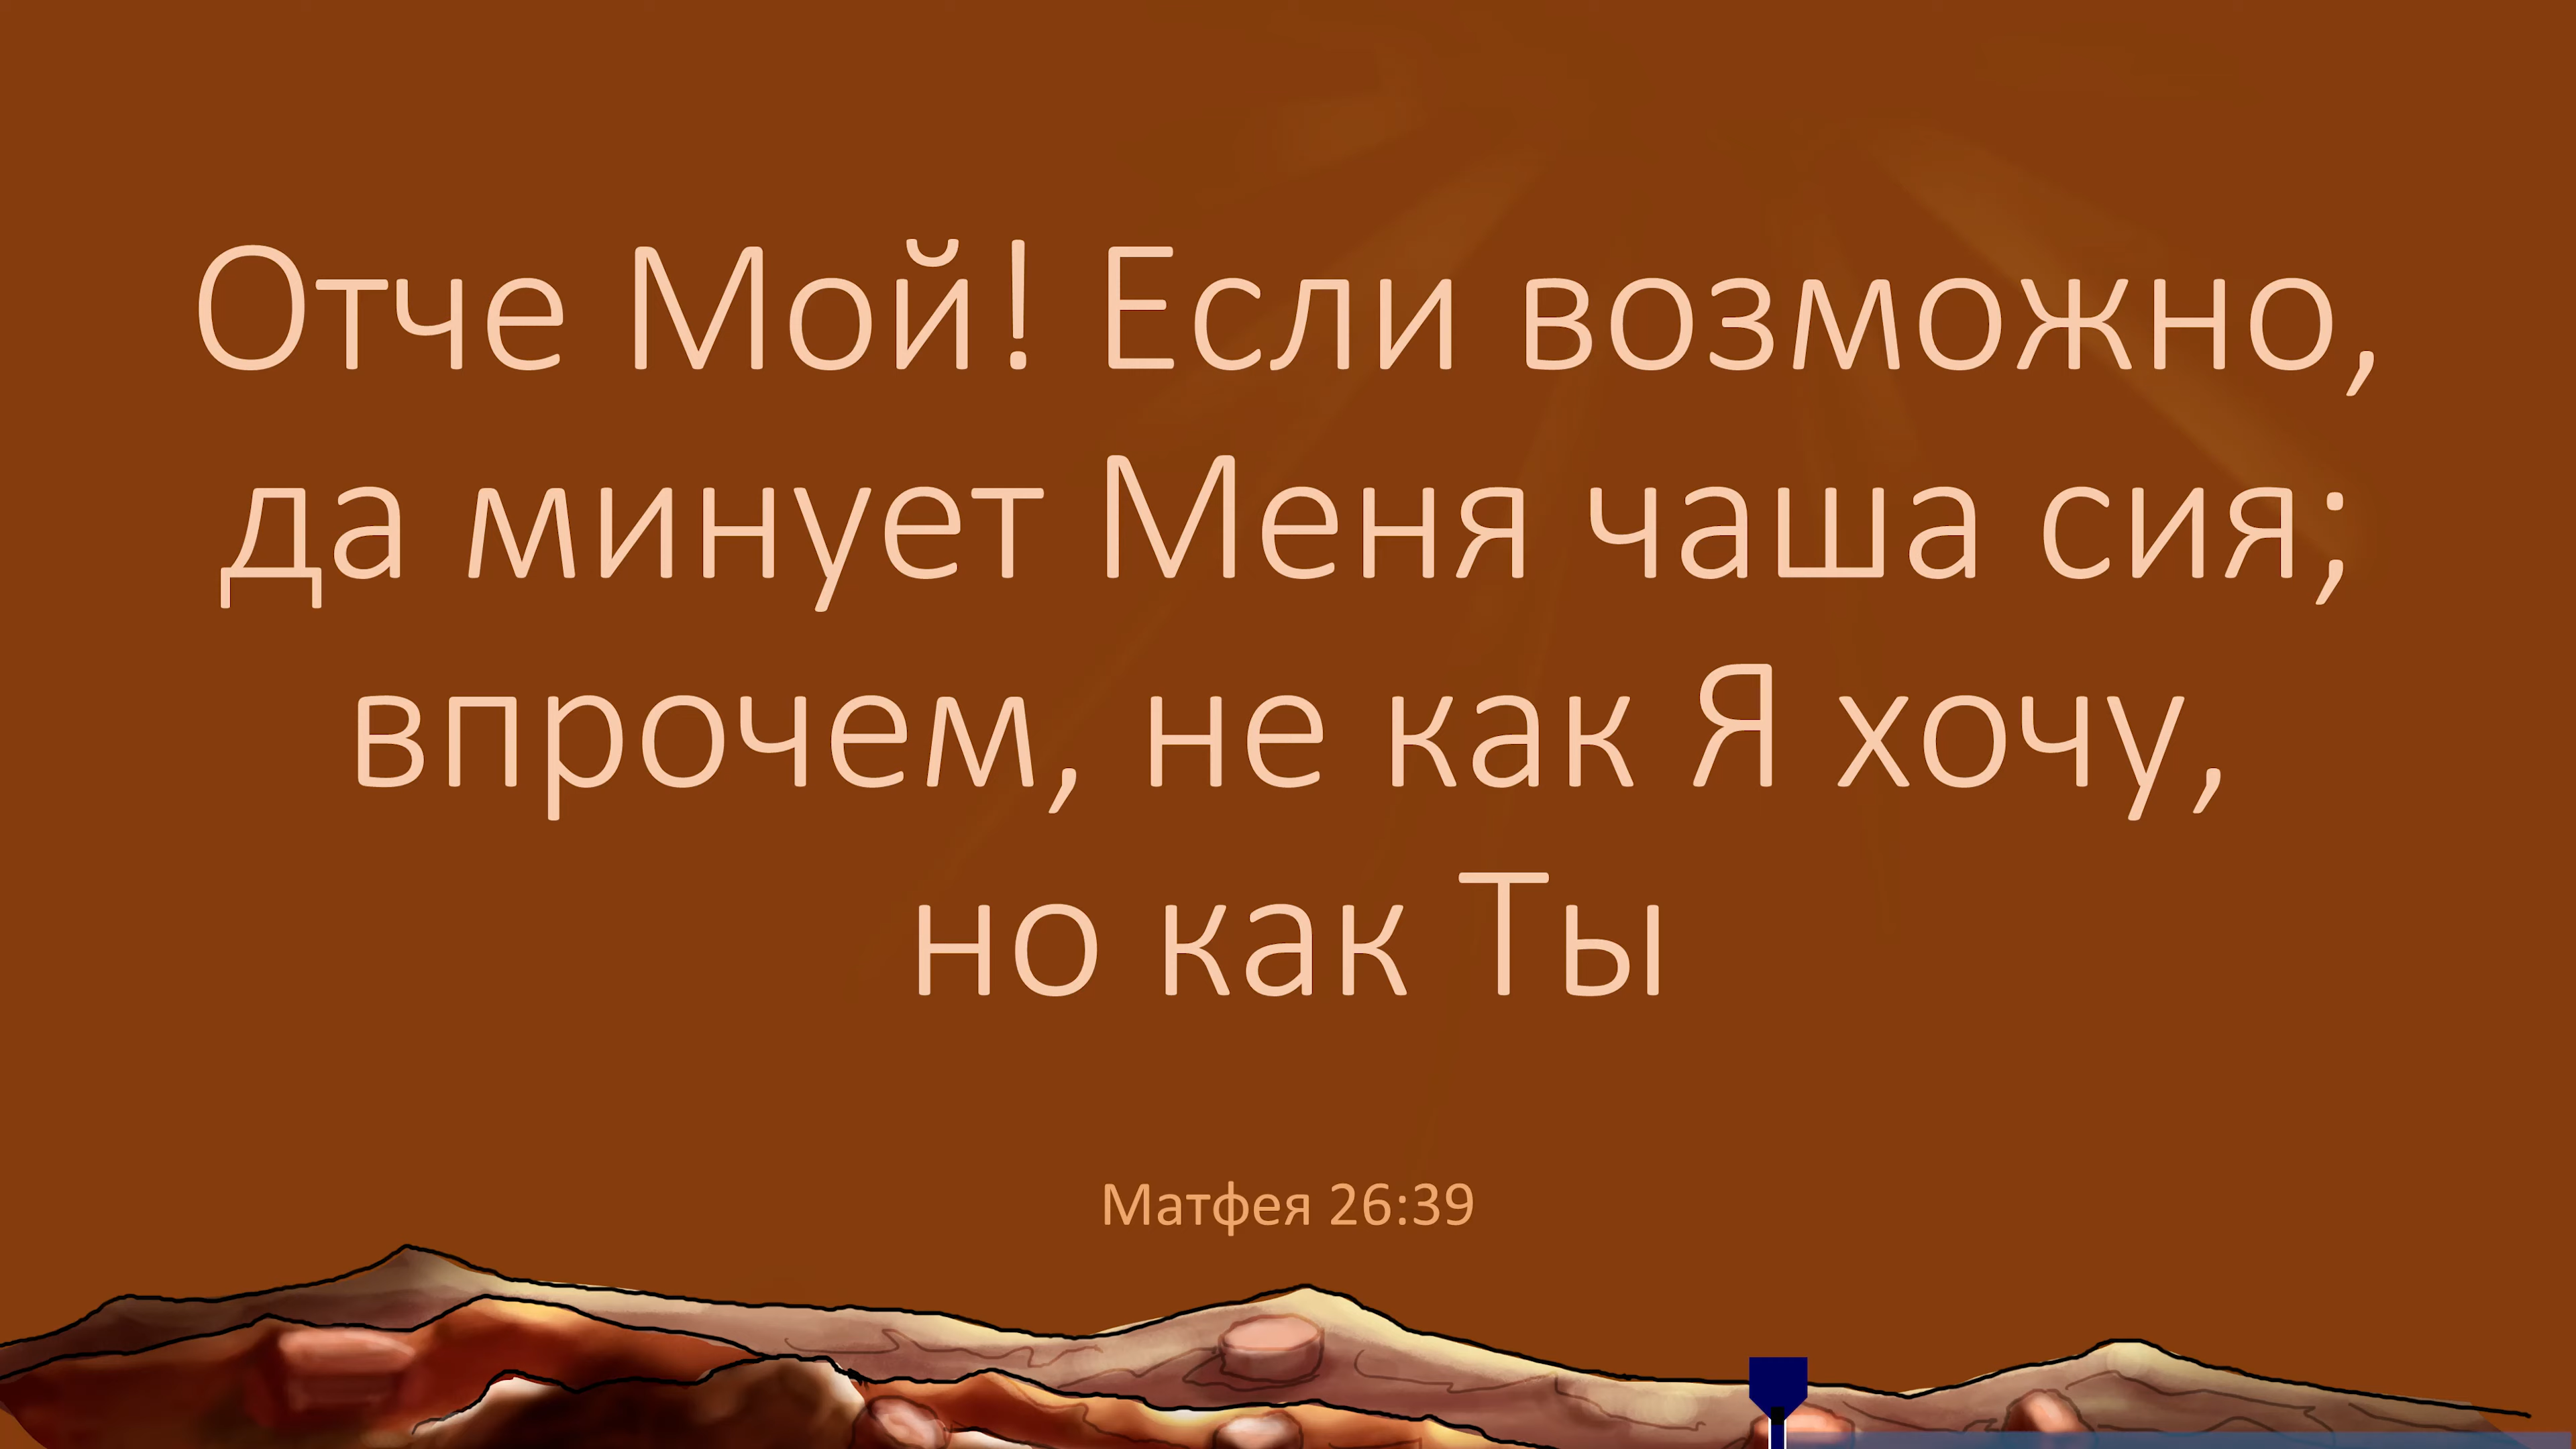 Отче Мой! Если возможно,
да минует Меня чаша сия;
впрочем, не как Я хочу,
но как Ты
Матфея 26:39